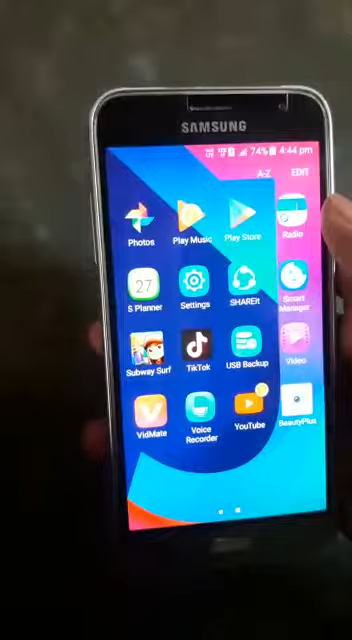 SAMSUNG
74% 4:44 pm
A-Z EDIT
Photos Play Music Play Store Radio
27
S Planner Settings SHAREit Smart Manager
Subway Surf TikTok USB Backup Video
VidMate Voice Recorder YouTube BeautyPlus